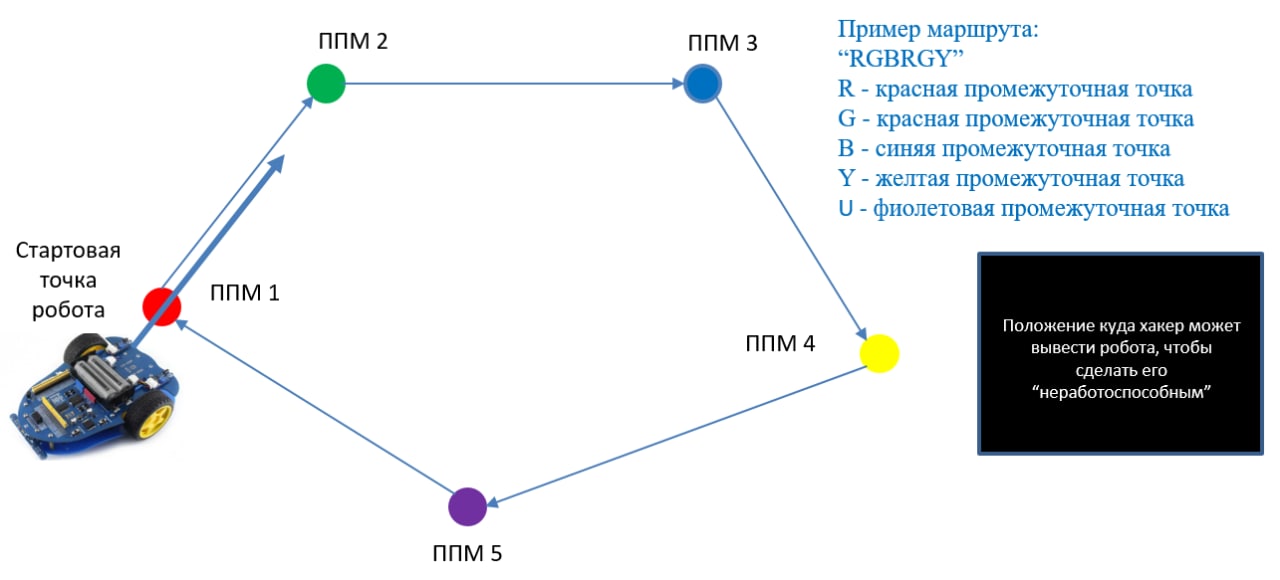 ППМ 2
ППМ 3
Пример маршрута:
“RGBRGY”
R - красная промежуточная точка
G - красная промежуточная точка
B - синяя промежуточная точка
Y - желтая промежуточная точка
U - фиолетовая промежуточная точка
Стартовая
точка
робота
ППМ 1
ППМ 4
Положение куда хакер может
вывести робота, чтобы
сделать его
“неработоспособным”
ППМ 5